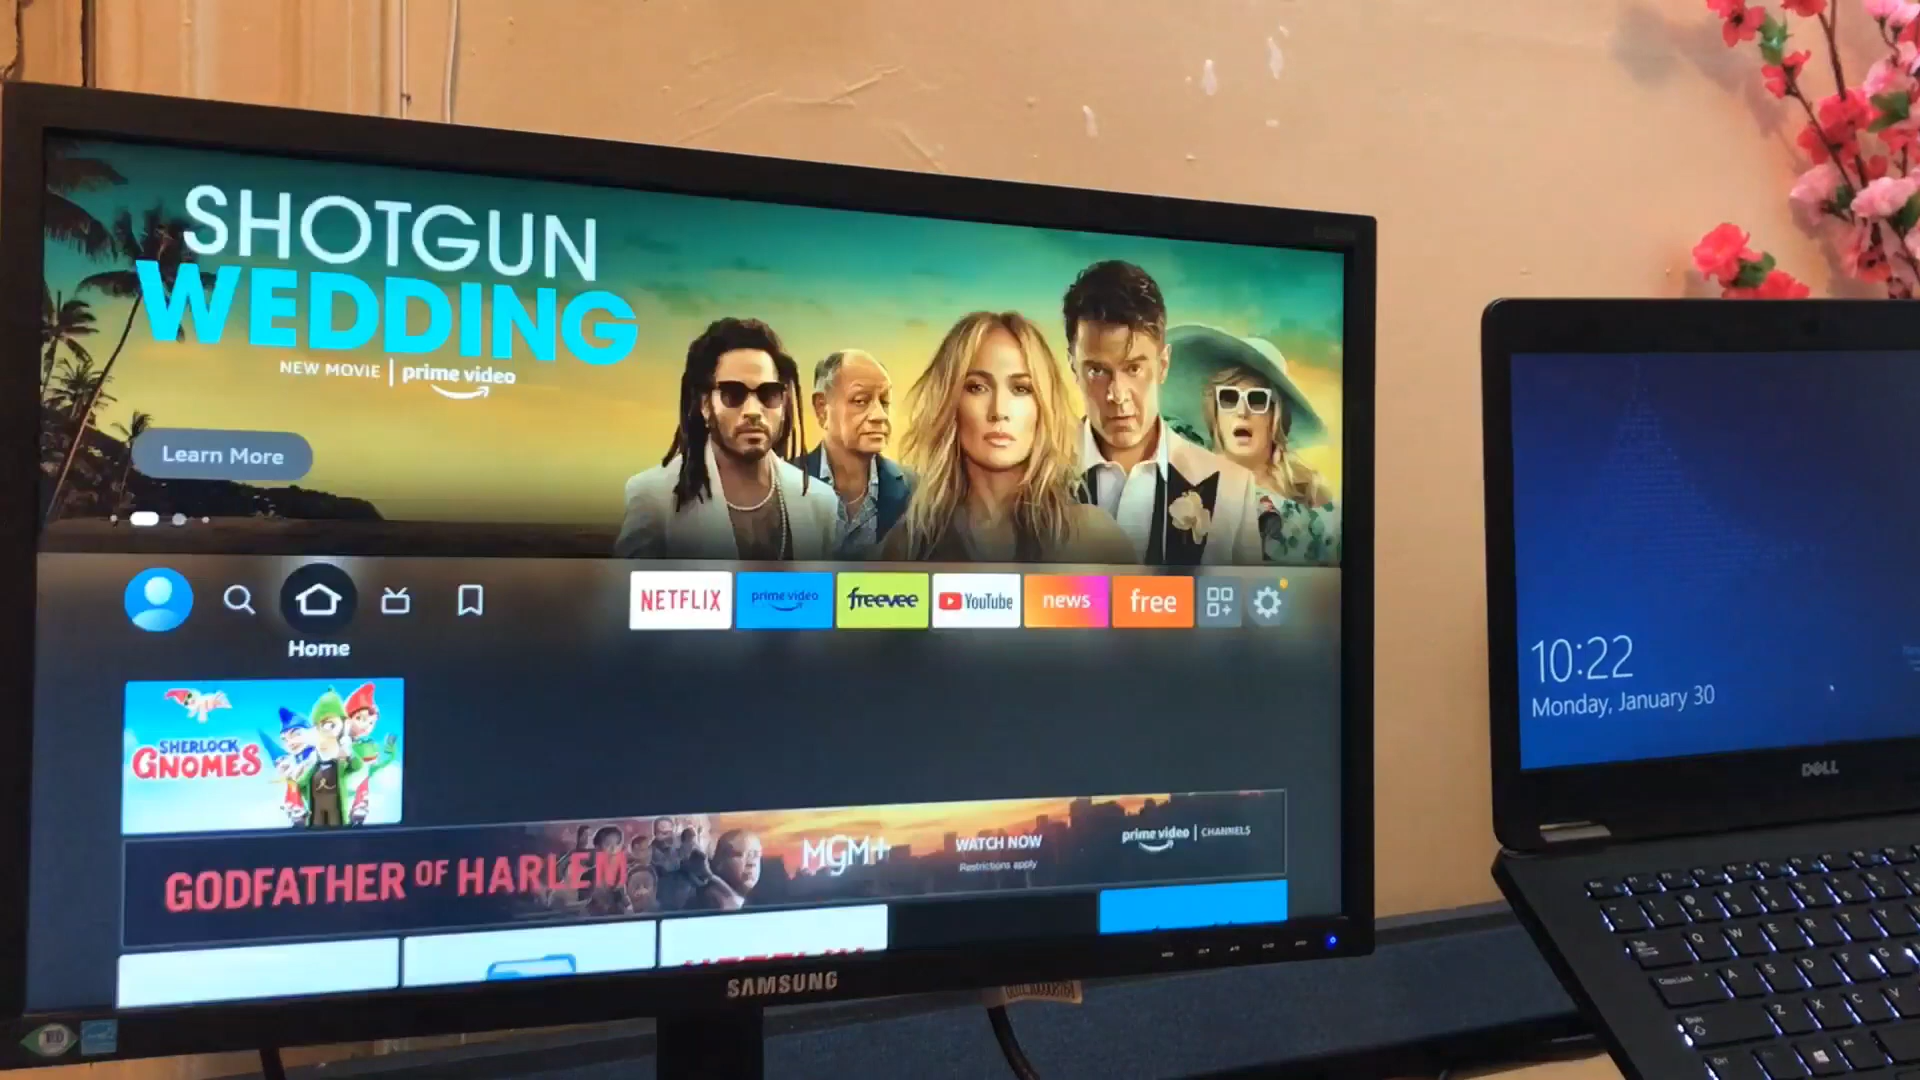 SHOTGUN
WEDDING
NEW MOVIE | prime video
Learn More
NETFLIX
prime video
freevee
YouTube
news
free
Home
SHERLOCK
GNOMES
GODFATHER OF HARLEM
MGM+
WATCH NOW
Restrictions apply
prime video | CHANNELS
SAMSUNG
10:22
Monday, January 30
DELL
Q W E R T Y
A S D F G
Z X C V